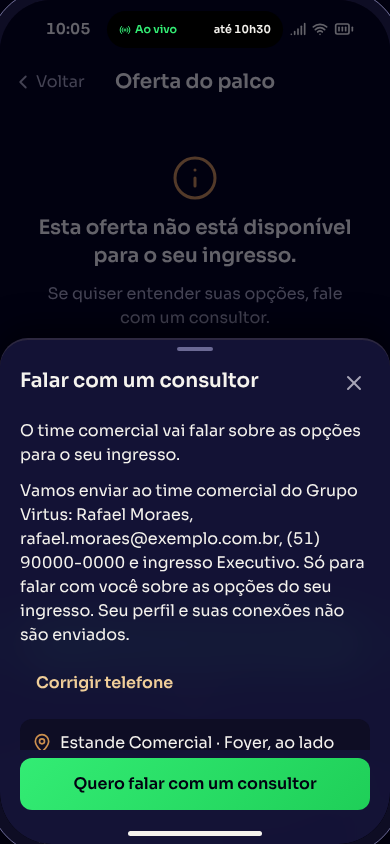 10:05
Ao vivo
até 10h30
Voltar
Oferta do palco
Esta oferta não está disponível
para o seu ingresso.
Se quiser entender suas opções, fale
com um consultor.
Falar com um consultor
O time comercial vai falar sobre as opções
para o seu ingresso.
Vamos enviar ao time comercial do Grupo
Virtus: Rafael Moraes,
rafael.moraes@exemplo.com.br, (51)
90000-0000 e ingresso Executivo. Só para
falar com você sobre as opções do seu
ingresso. Seu perfil e suas conexões não
são enviados.
Corrigir telefone
Estande Comercial · Foyer, ao lado
Quero falar com um consultor